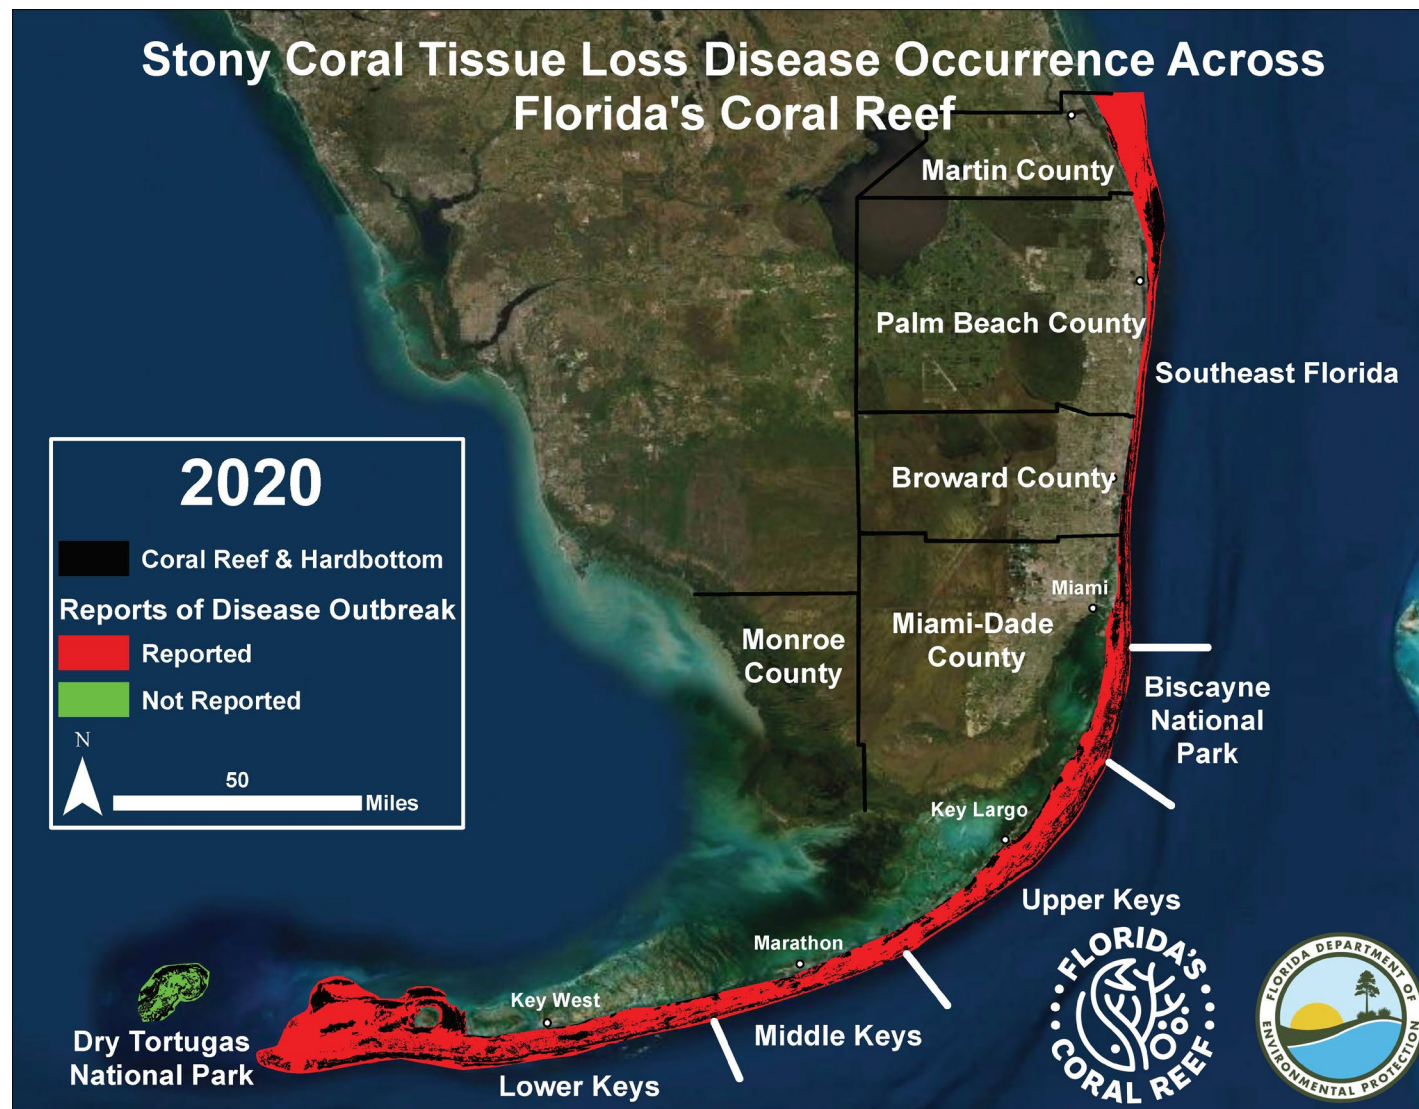 Stony Coral Tissue Loss Disease Occurrence Across
Florida's Coral Reef
Martin County
Palm Beach County
Southeast Florida
Broward County
2020
Coral Reef & Hardbottom
Reports of Disease Outbreak
Reported
Not Reported
N
50
Miles
Miami
Monroe
County
Miami-Dade
County
Biscayne
National
Park
Key Largo
Upper Keys
Marathon
Middle Keys
Key West
Lower Keys
Dry Tortugas
National Park
FLORIDA'S
CORAL REEF
FLORIDA DEPARTMENT OF
ENVIRONMENTAL PROTECTION